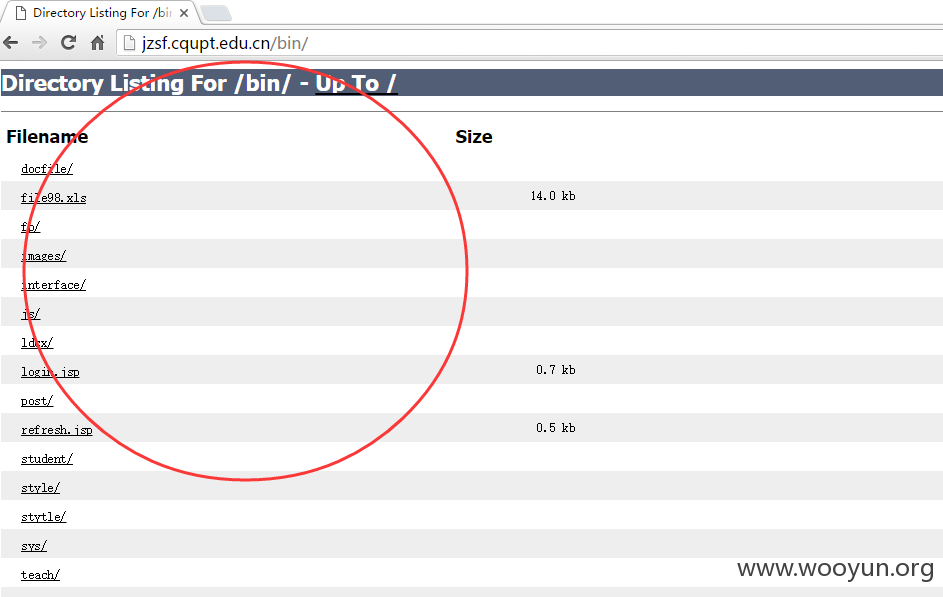 Directory Listing For /bin
jzsf.cqupt.edu.cn/bin/
Directory Listing For /bin/ - Up To /
Filename Size
docfile/
file98.xls 14.0 kb
fp/
images/
interface/
js/
ldcx/
login.jsp 0.7 kb
post/
refresh.jsp 0.5 kb
student/
style/
stytle/
sys/
teach/
www.wooyun.org